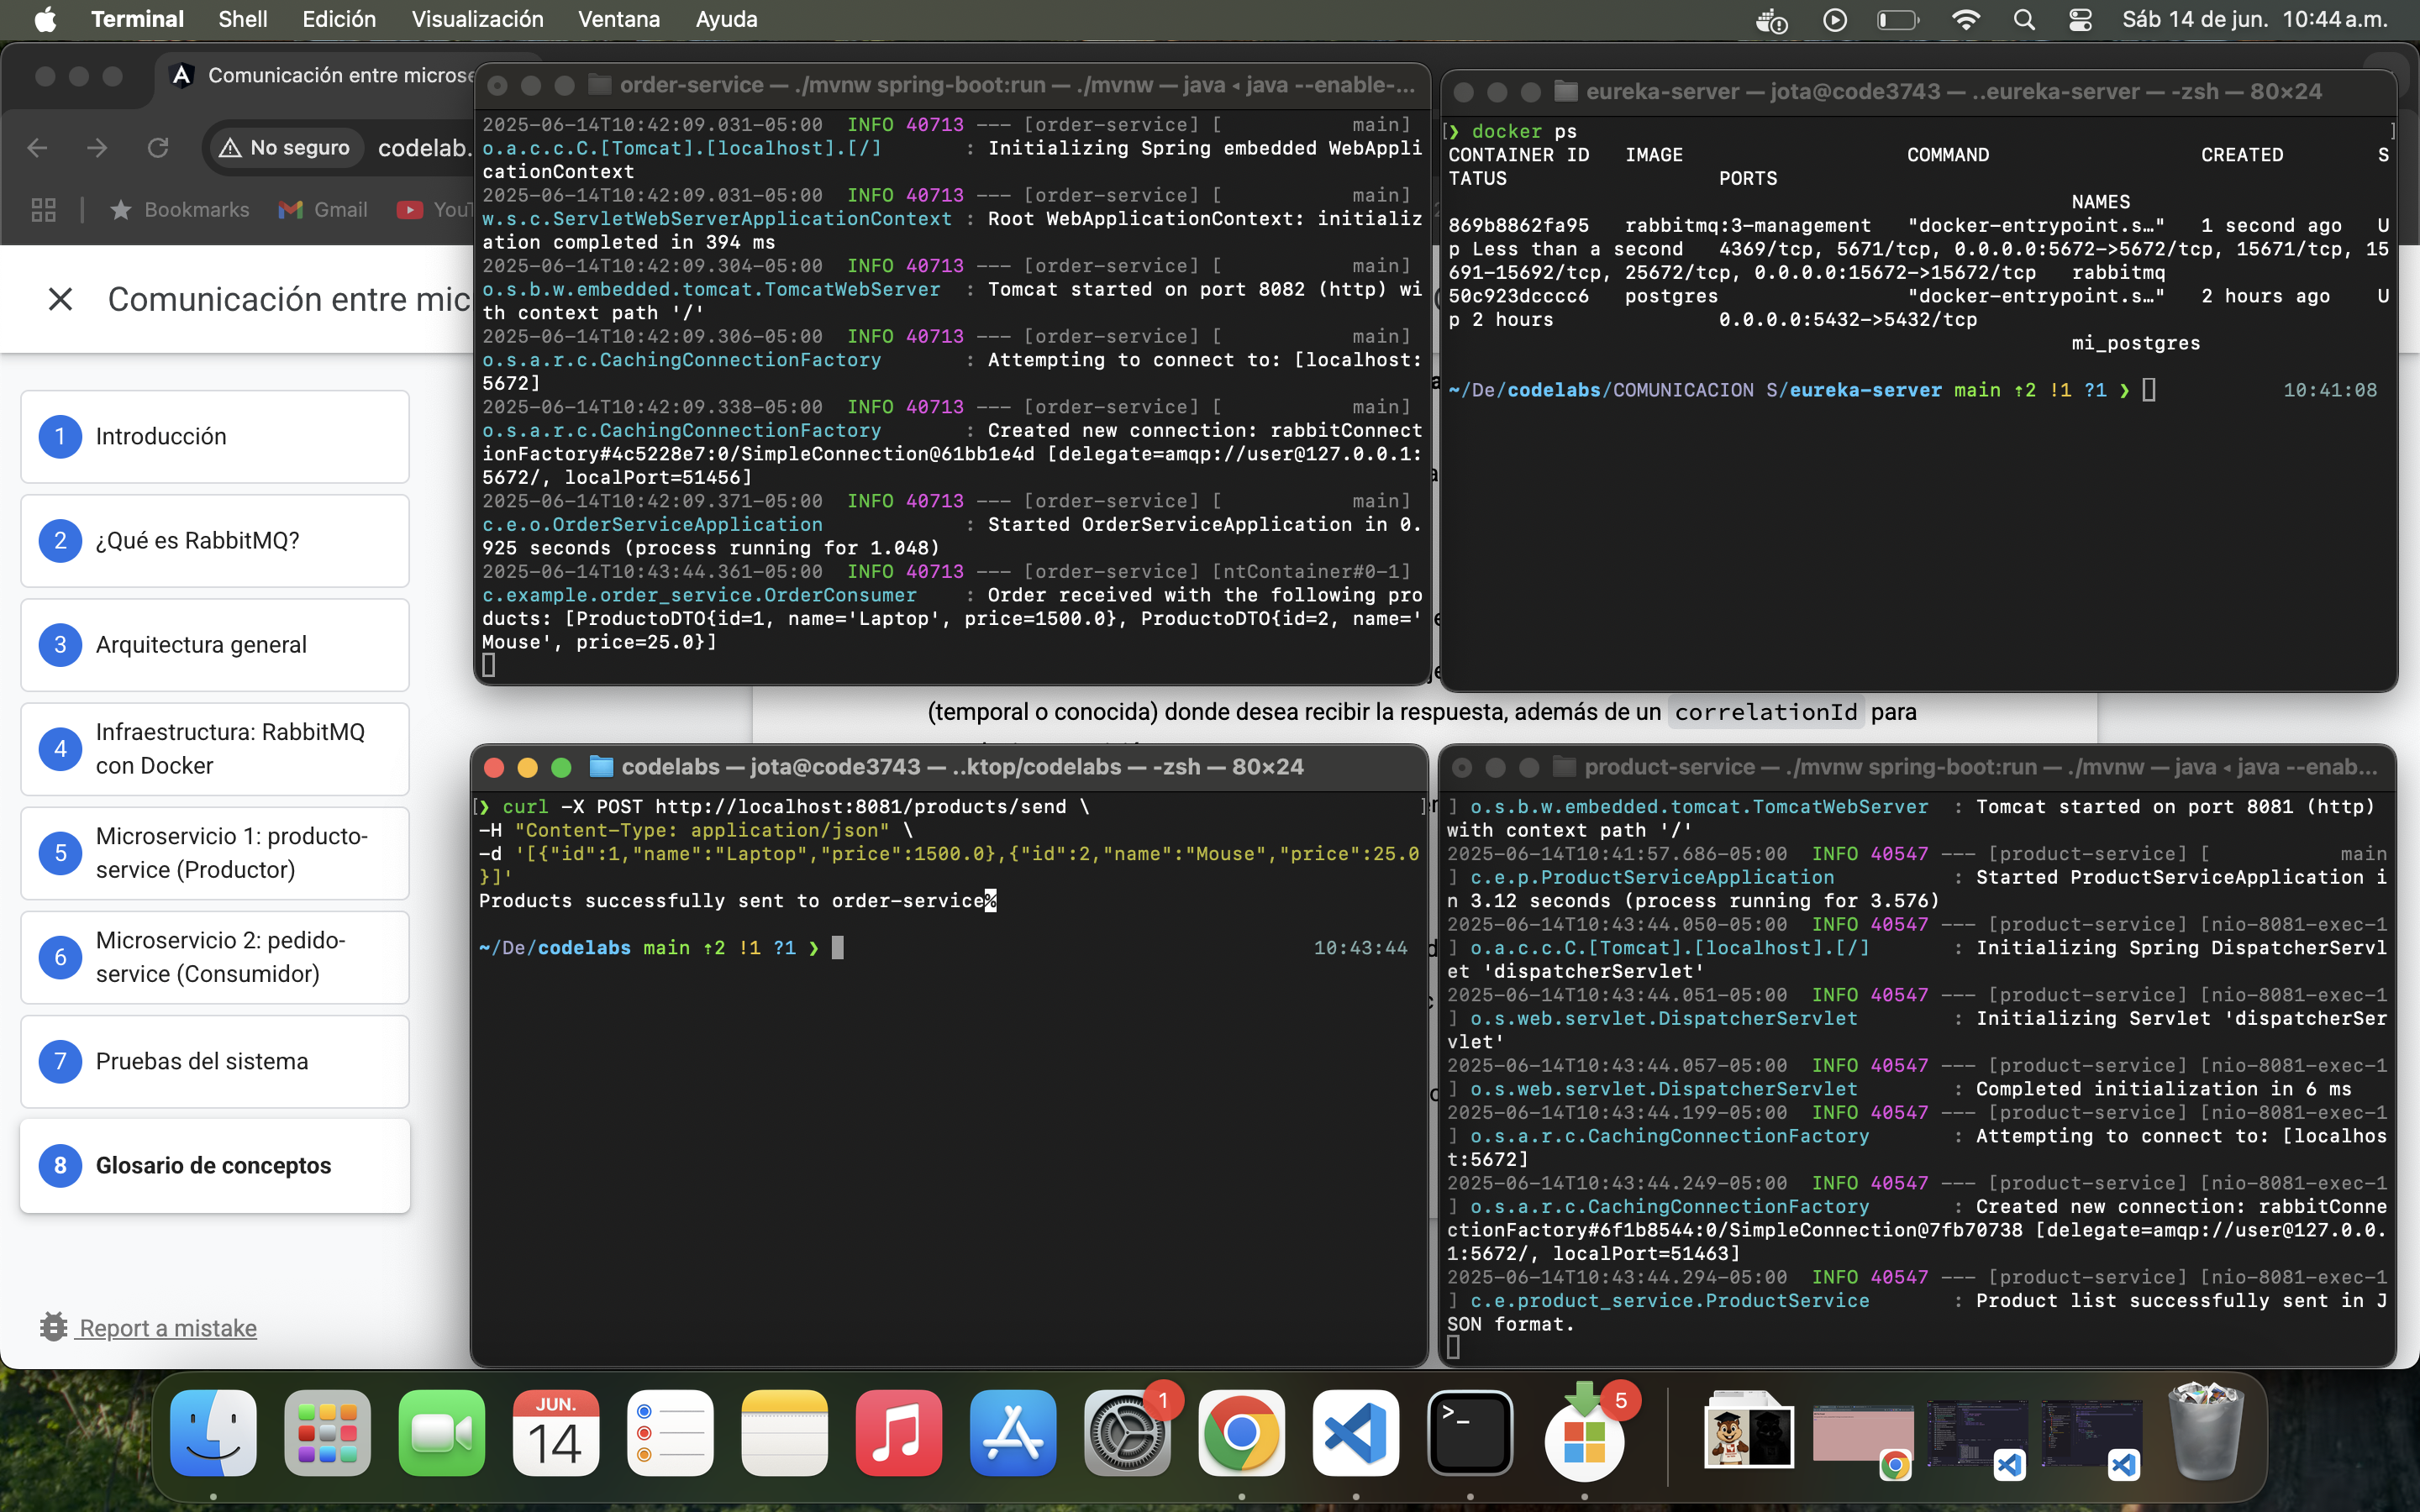 Terminal Shell Edición Visualización Ventana Ayuda
Sáb 14 de jun. 10:44 a.m.
Comunicación entre microse
No seguro codelab.
Bookmarks Gmail YouT
Comunicación entre mic
1 Introducción
2 ¿Qué es RabbitMQ?
3 Arquitectura general
4 Infraestructura: RabbitMQ
con Docker
5 Microservicio 1: producto-
service (Productor)
6 Microservicio 2: pedido-
service (Consumidor)
7 Pruebas del sistema
8 Glosario de conceptos
Report a mistake
order-service — ./mvnw spring-boot:run — ./mvnw — java ◂ java --enable-...
2025-06-14T10:42:09.031-05:00  INFO 40713 --- [order-service] [           main]
o.a.c.c.C.[Tomcat].[localhost].[/]       : Initializing Spring embedded WebAppli
cationContext
2025-06-14T10:42:09.031-05:00  INFO 40713 --- [order-service] [           main]
w.s.c.ServletWebServerApplicationContext : Root WebApplicationContext: initializ
ation completed in 394 ms
2025-06-14T10:42:09.304-05:00  INFO 40713 --- [order-service] [           main]
o.s.b.w.embedded.tomcat.TomcatWebServer  : Tomcat started on port 8082 (http) wi
th context path '/'
2025-06-14T10:42:09.306-05:00  INFO 40713 --- [order-service] [           main]
o.s.a.r.c.CachingConnectionFactory       : Attempting to connect to: [localhost:
5672]
2025-06-14T10:42:09.338-05:00  INFO 40713 --- [order-service] [           main]
o.s.a.r.c.CachingConnectionFactory       : Created new connection: rabbitConnect
ionFactory#4c5228e7:0/SimpleConnection@61bb1e4d [delegate=amqp://user@127.0.0.1:
5672/, localPort=51456]
2025-06-14T10:42:09.371-05:00  INFO 40713 --- [order-service] [           main]
c.e.o.OrderServiceApplication            : Started OrderServiceApplication in 0.
925 seconds (process running for 1.048)
2025-06-14T10:43:44.361-05:00  INFO 40713 --- [order-service] [ntContainer#0-1]
c.example.order_service.OrderConsumer    : Order received with the following pro
ducts: [ProductoDTO{id=1, name='Laptop', price=1500.0}, ProductoDTO{id=2, name='
Mouse', price=25.0}]
eureka-server — jota@code3743 — ..eureka-server — -zsh — 80×24
[❯ docker ps ]
CONTAINER ID   IMAGE                   COMMAND                  CREATED        S
TATUS                  PORTS
NAMES
869b8862fa95   rabbitmq:3-management   "docker-entrypoint.s…"   1 second ago   U
p Less than a second   4369/tcp, 5671/tcp, 0.0.0.0:5672->5672/tcp, 15671/tcp, 15
691-15692/tcp, 25672/tcp, 0.0.0.0:15672->15672/tcp   rabbitmq
50c923dcccc6   postgres                "docker-entrypoint.s…"   2 hours ago    U
p 2 hours              0.0.0.0:5432->5432/tcp
mi_postgres
~/De/codelabs/COMUNICACION S/eureka-server main ⇡2 !1 ?1 ❯ 10:41:08
(temporal o conocida) donde desea recibir la respuesta, además de un correlationId para
codelabs — jota@code3743 — ..ktop/codelabs — -zsh — 80×24
[❯ curl -X POST http://localhost:8081/products/send \ ]
-H "Content-Type: application/json" \
-d '[{"id":1,"name":"Laptop","price":1500.0},{"id":2,"name":"Mouse","price":25.0
}]'
Products successfully sent to order-service%
~/De/codelabs main ⇡2 !1 ?1 ❯ 10:43:44
product-service — ./mvnw spring-boot:run — ./mvnw — java ◂ java --enab...
] o.s.b.w.embedded.tomcat.TomcatWebServer  : Tomcat started on port 8081 (http)
with context path '/'
2025-06-14T10:41:57.686-05:00  INFO 40547 --- [product-service] [           main
] c.e.p.ProductServiceApplication          : Started ProductServiceApplication i
n 3.12 seconds (process running for 3.576)
2025-06-14T10:43:44.050-05:00  INFO 40547 --- [product-service] [nio-8081-exec-1
] o.a.c.c.C.[Tomcat].[localhost].[/]       : Initializing Spring DispatcherServl
et 'dispatcherServlet'
2025-06-14T10:43:44.051-05:00  INFO 40547 --- [product-service] [nio-8081-exec-1
] o.s.web.servlet.DispatcherServlet        : Initializing Servlet 'dispatcherSer
vlet'
2025-06-14T10:43:44.057-05:00  INFO 40547 --- [product-service] [nio-8081-exec-1
] o.s.web.servlet.DispatcherServlet        : Completed initialization in 6 ms
2025-06-14T10:43:44.199-05:00  INFO 40547 --- [product-service] [nio-8081-exec-1
] o.s.a.r.c.CachingConnectionFactory       : Attempting to connect to: [localhos
t:5672]
2025-06-14T10:43:44.249-05:00  INFO 40547 --- [product-service] [nio-8081-exec-1
] o.s.a.r.c.CachingConnectionFactory       : Created new connection: rabbitConne
ctionFactory#6f1b8544:0/SimpleConnection@7fb70738 [delegate=amqp://user@127.0.0.
1:5672/, localPort=51463]
2025-06-14T10:43:44.294-05:00  INFO 40547 --- [product-service] [nio-8081-exec-1
] c.e.product_service.ProductService       : Product list successfully sent in J
SON format.
JUN.
14
1
5